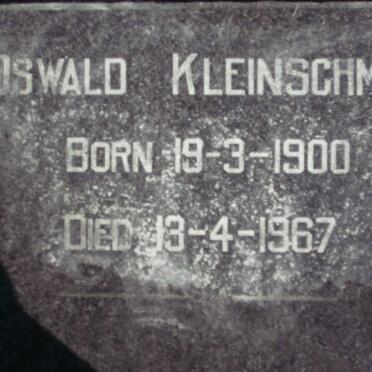 OSWALD KLEINSCHM
BORN 19-3-1900
DIED 13-4-1967